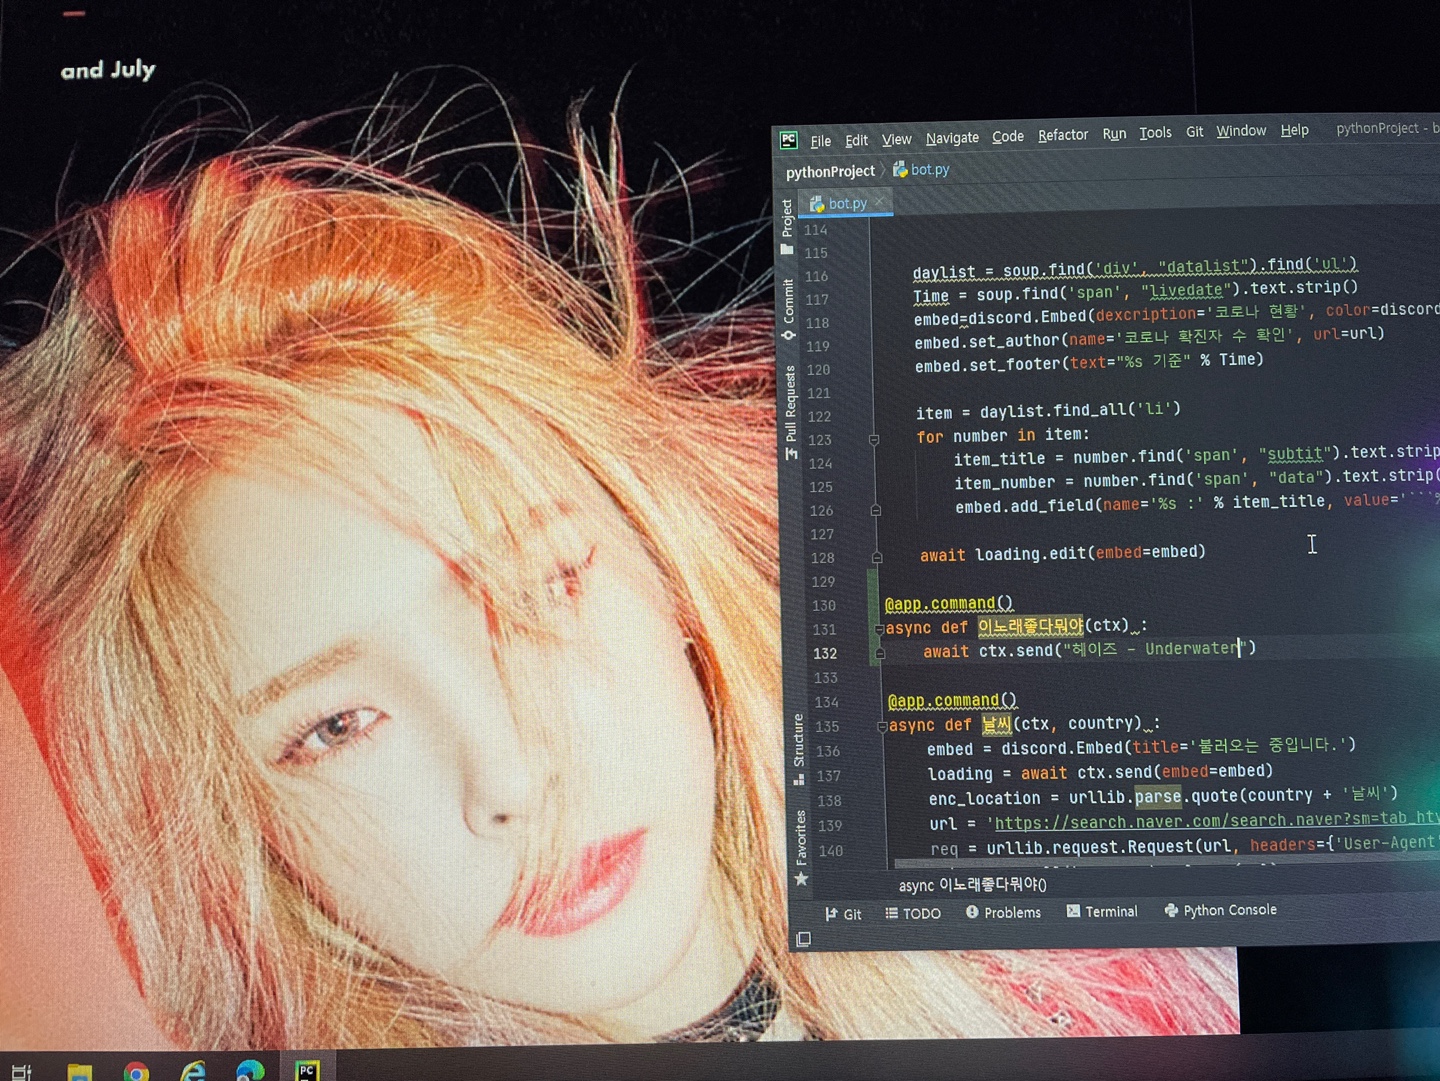 and July
PC File Edit View Navigate Code Refactor Run Tools Git Window Help pythonProject - b
pythonProject bot.py
bot.py
Project
Commit
Pull Requests
Structure
Favorites
114
115
116 daylist = soup.find('div', "datalist").find('ul')
117 Time = soup.find('span', "livedate").text.strip()
118 embed=discord.Embed(dexcription='코로나 현황', color=discord
119 embed.set_author(name='코로나 확진자 수 확인', url=url)
120 embed.set_footer(text="%s 기준" % Time)
121
122 item = daylist.find_all('li')
123 for number in item:
124 item_title = number.find('span', "subtit").text.strip
125 item_number = number.find('span', "data").text.strip(
126 embed.add_field(name='%s :' % item_title, value='```%
127
128 await loading.edit(embed=embed)
129
130 @app.command()
131 async def 이노래좋다뭐야(ctx) :
132 await ctx.send("헤이즈 - Underwater")
133
134 @app.command()
135 async def 날씨(ctx, country) :
136 embed = discord.Embed(title='불러오는 중입니다.')
137 loading = await ctx.send(embed=embed)
138 enc_location = urllib.parse.quote(country + '날씨')
139 url = 'https://search.naver.com/search.naver?sm=tab_hty
140 req = urllib.request.Request(url, headers={'User-Agent'
async 이노래좋다뭐야()
Git TODO Problems Terminal Python Console
PC